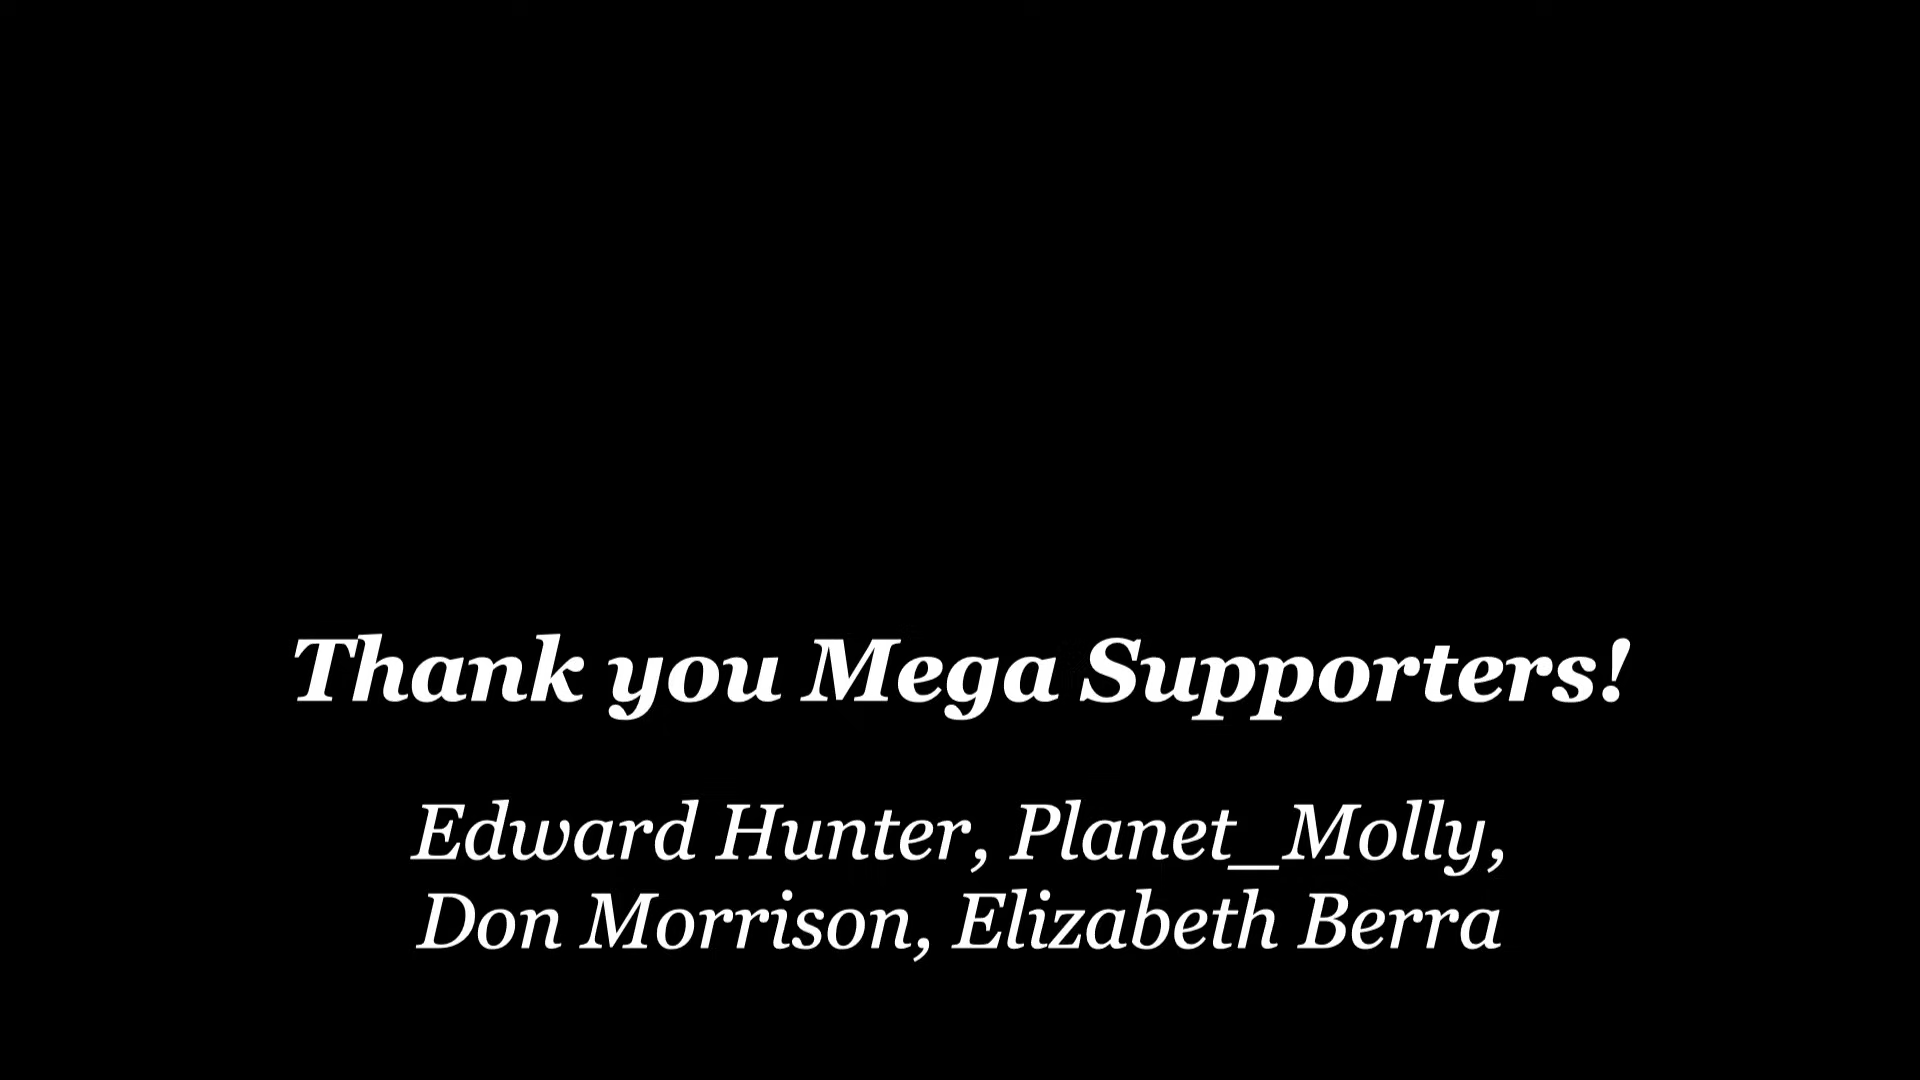 Thank you Mega Supporters!
Edward Hunter, Planet_Molly,
Don Morrison, Elizabeth Berra